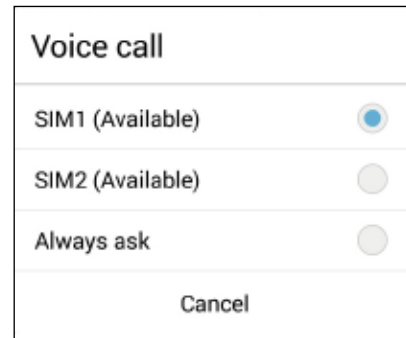 Voice call
SIM1 (Available)
SIM2 (Available)
Always ask
Cancel